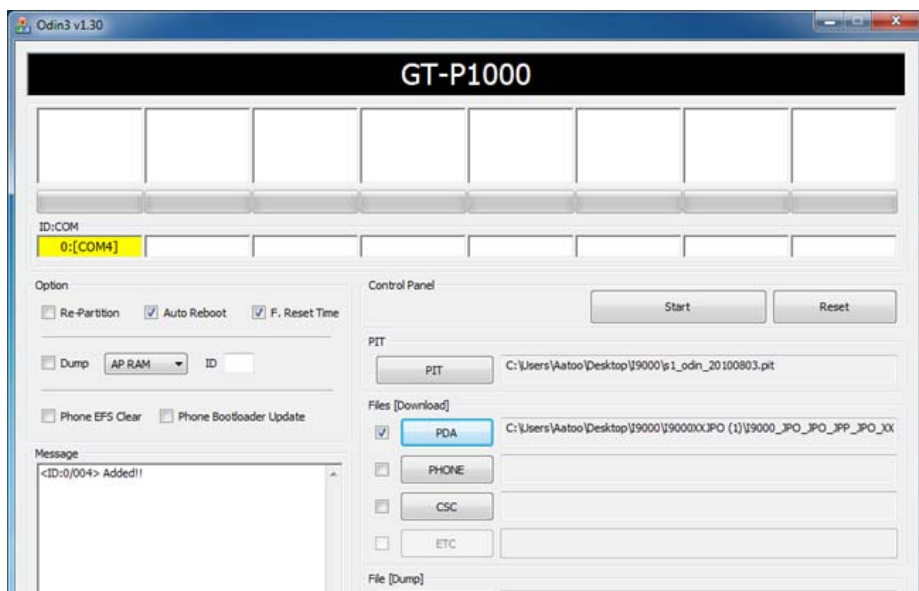 Odin3 v1.30
GT-P1000
ID:COM
0:[COM4]
Option
Re-Partition Auto Reboot F. Reset Time
Dump AP RAM ID
Phone EFS Clear Phone Bootloader Update
Message
<ID:0/004> Added!!
Control Panel
Start Reset
PIT
PIT C:\Users\Aatoo\Desktop\I9000\s1_odin_20100803.pit
Files [Download]
PDA C:\Users\Aatoo\Desktop\I9000\I9000XXJPO (1)\I9000_JPO_JPO_JPP_JPO_XX
PHONE
CSC
ETC
File [Dump]